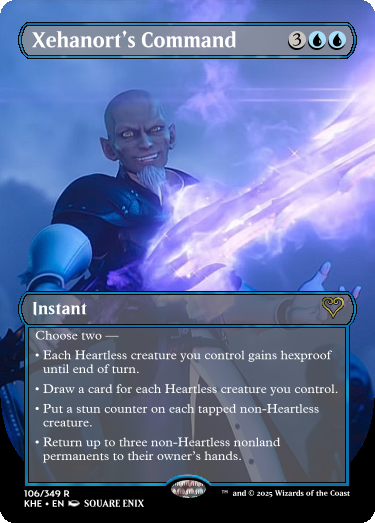 Xehanort's Command 3
Instant
Choose two —
• Each Heartless creature you control gains hexproof
until end of turn.
• Draw a card for each Heartless creature you control.
• Put a stun counter on each tapped non-Heartless
creature.
• Return up to three non-Heartless nonland
permanents to their owner's hands.
106/349 R
KHE • EN SQUARE ENIX
™ and © 2025 Wizards of the Coast